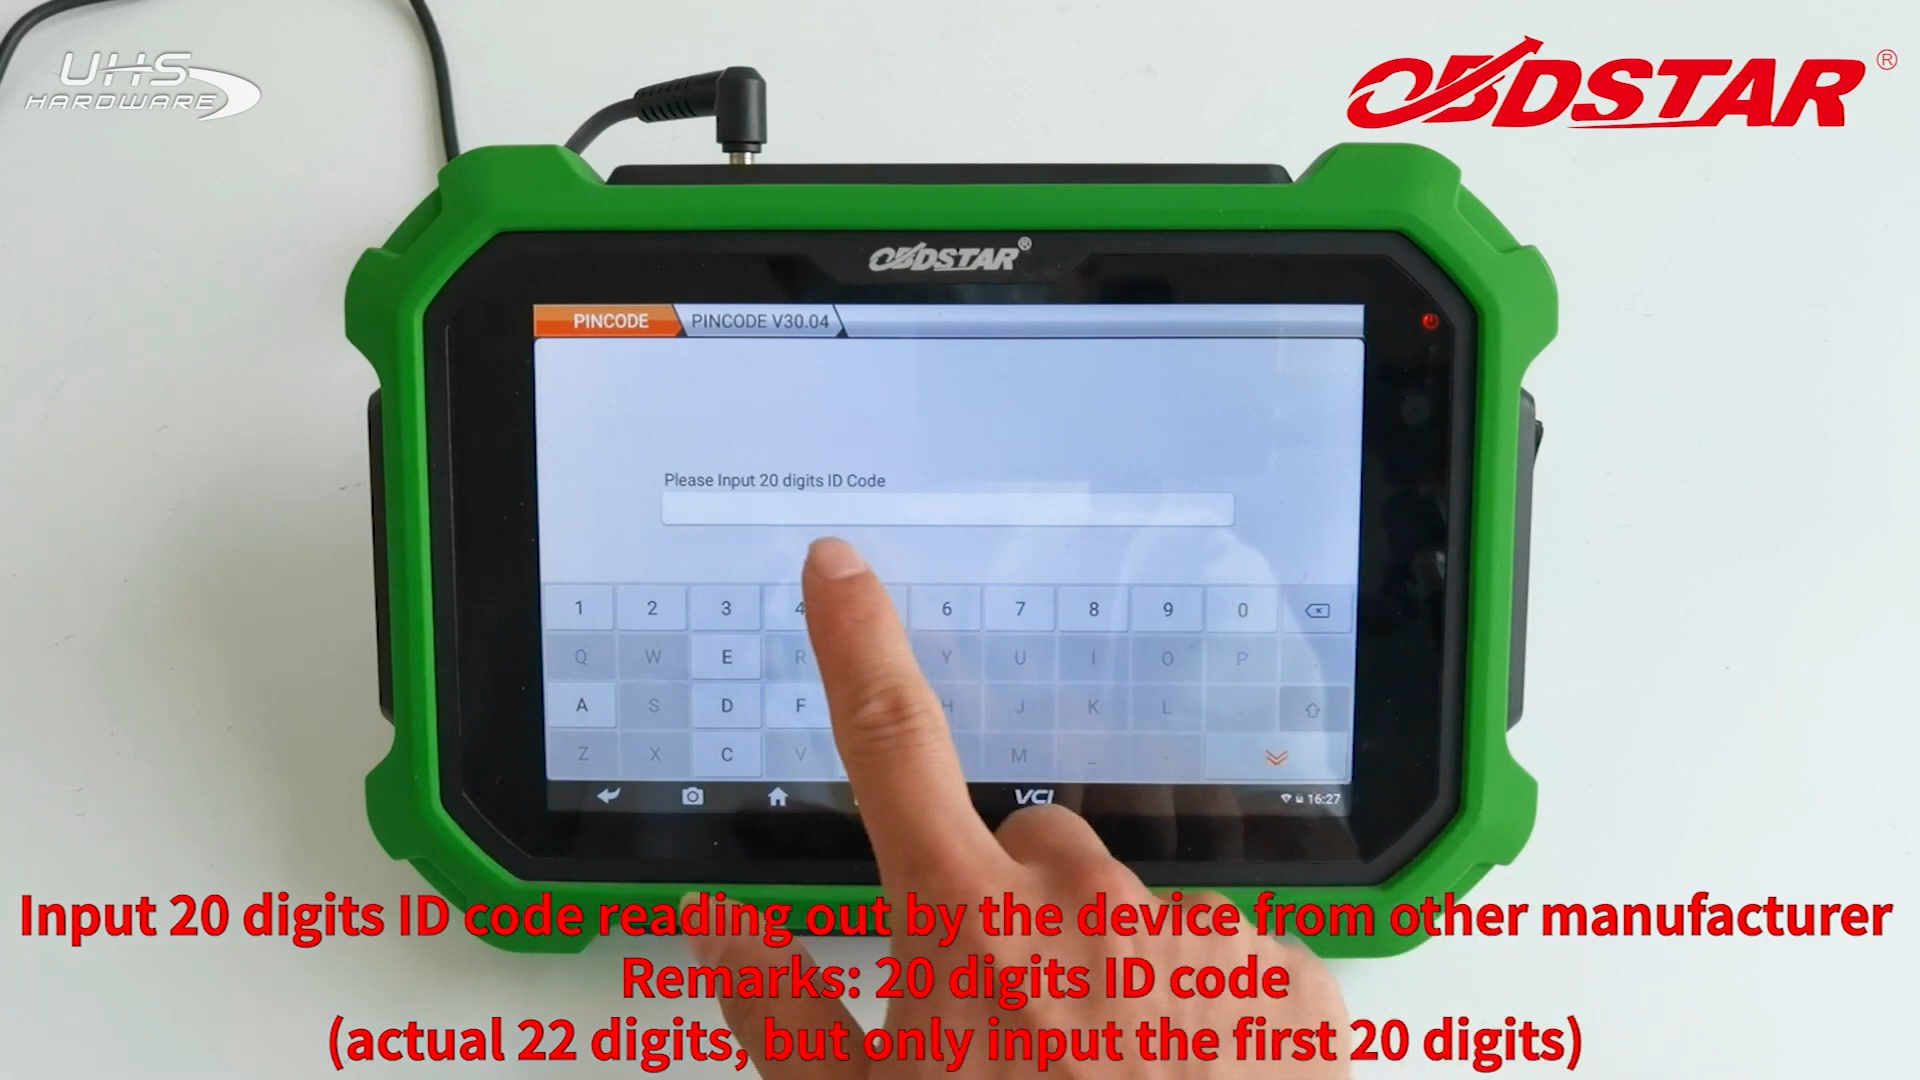 UHS
HARDWARE
OBDSTAR®
OBDSTAR®
PINCODE PINCODE V30.04
Please Input 20 digits ID Code
1 2 3 4 6 7 8 9 0
Q W E R Y U I O P ,
A S D F H J K L .
Z X C V M _ -
VCI 16:27
Input 20 digits ID code reading out by the device from other manufacturer
Remarks: 20 digits ID code
(actual 22 digits, but only input the first 20 digits)